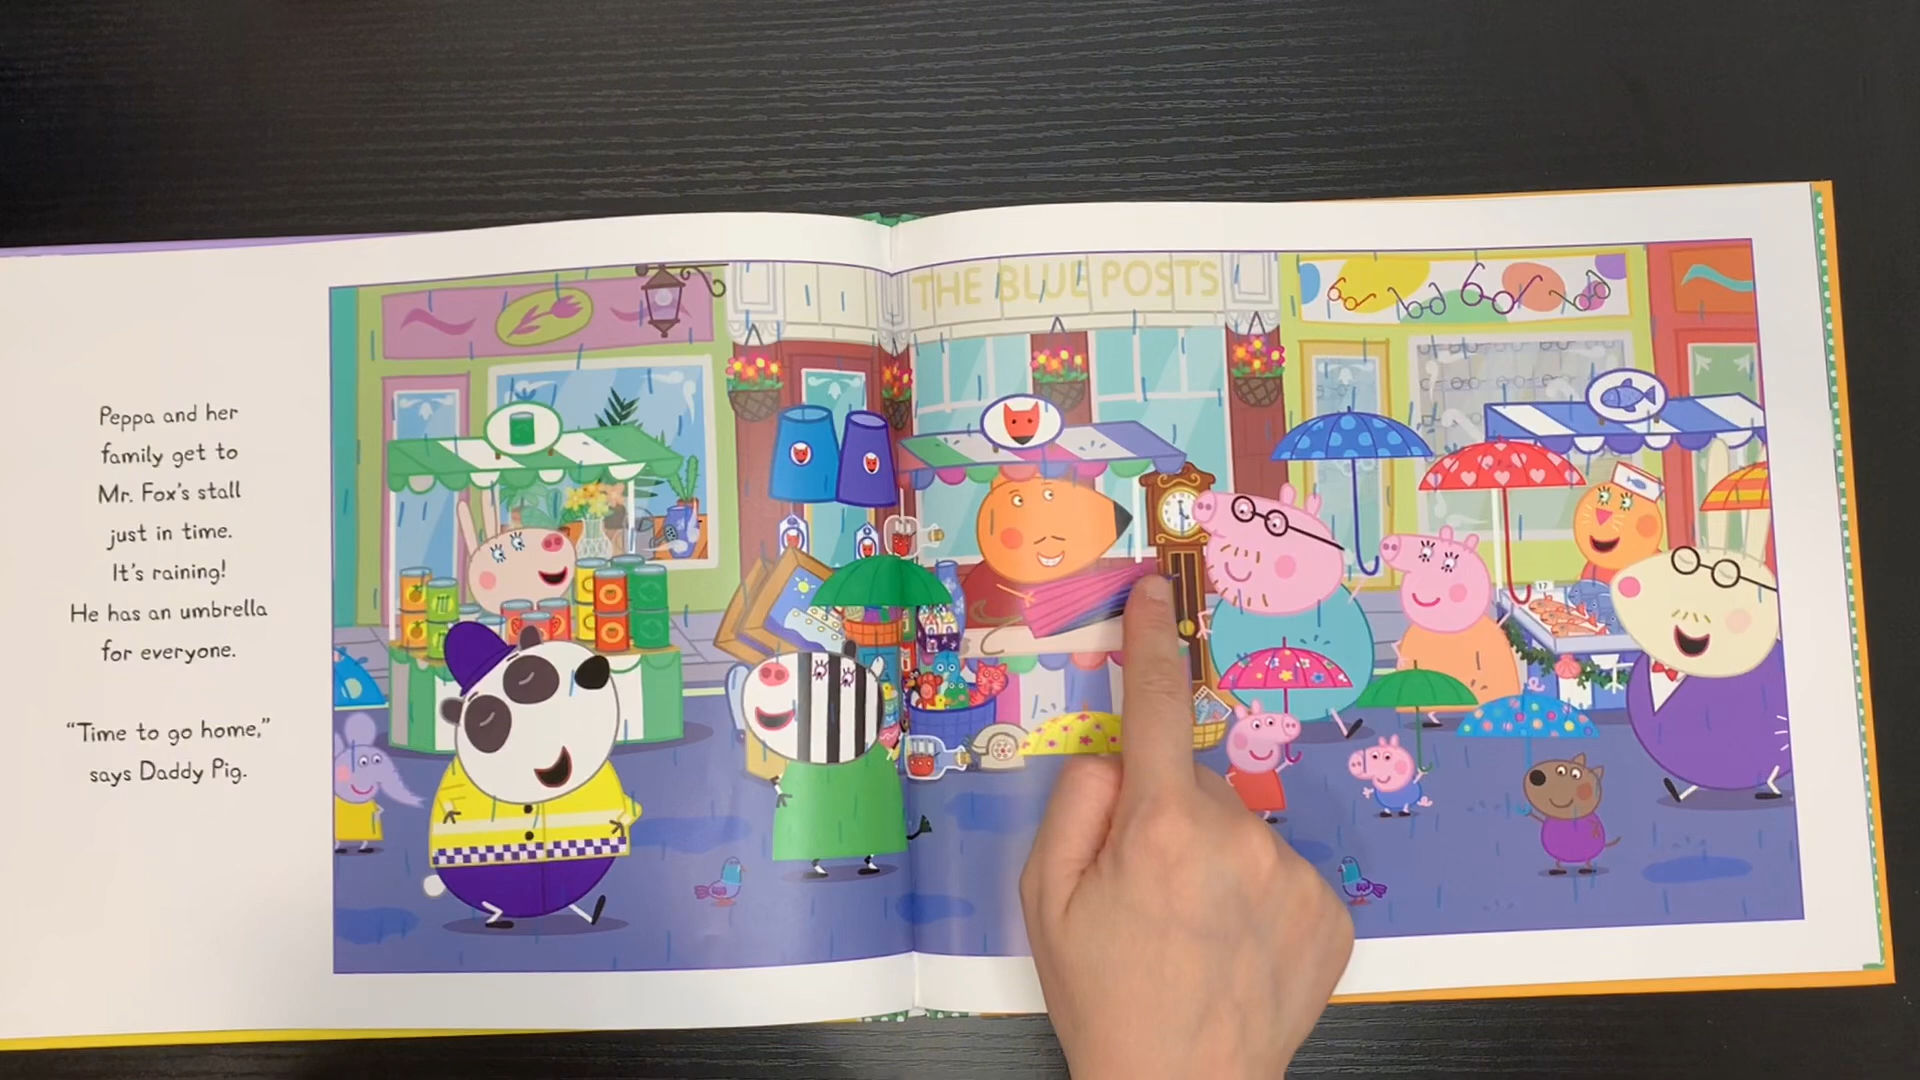 Peppa and her
family get to
Mr. Fox's stall
just in time.
It's raining!
He has an umbrella
for everyone.
“Time to go home,”
says Daddy Pig.
THE BLUE POSTS
17